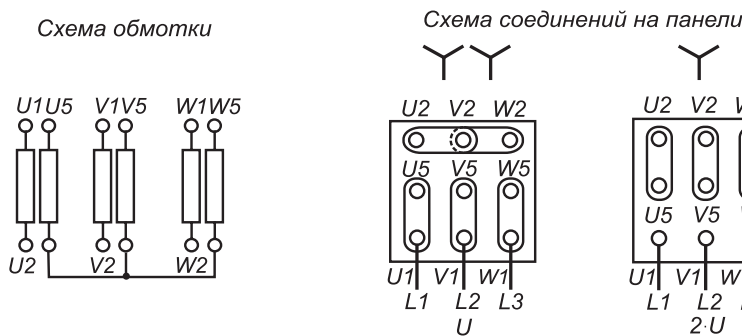 Схема обмотки
Схема соединений на панели
U1U5 V1V5 W1W5
U2 V2 W2
U2 V2 W2
U5 V5 W5
U1 V1 W1
L1 L2 L3
U
U2 V2
U5 V5
U1 V1 W
L1 L2
2·U